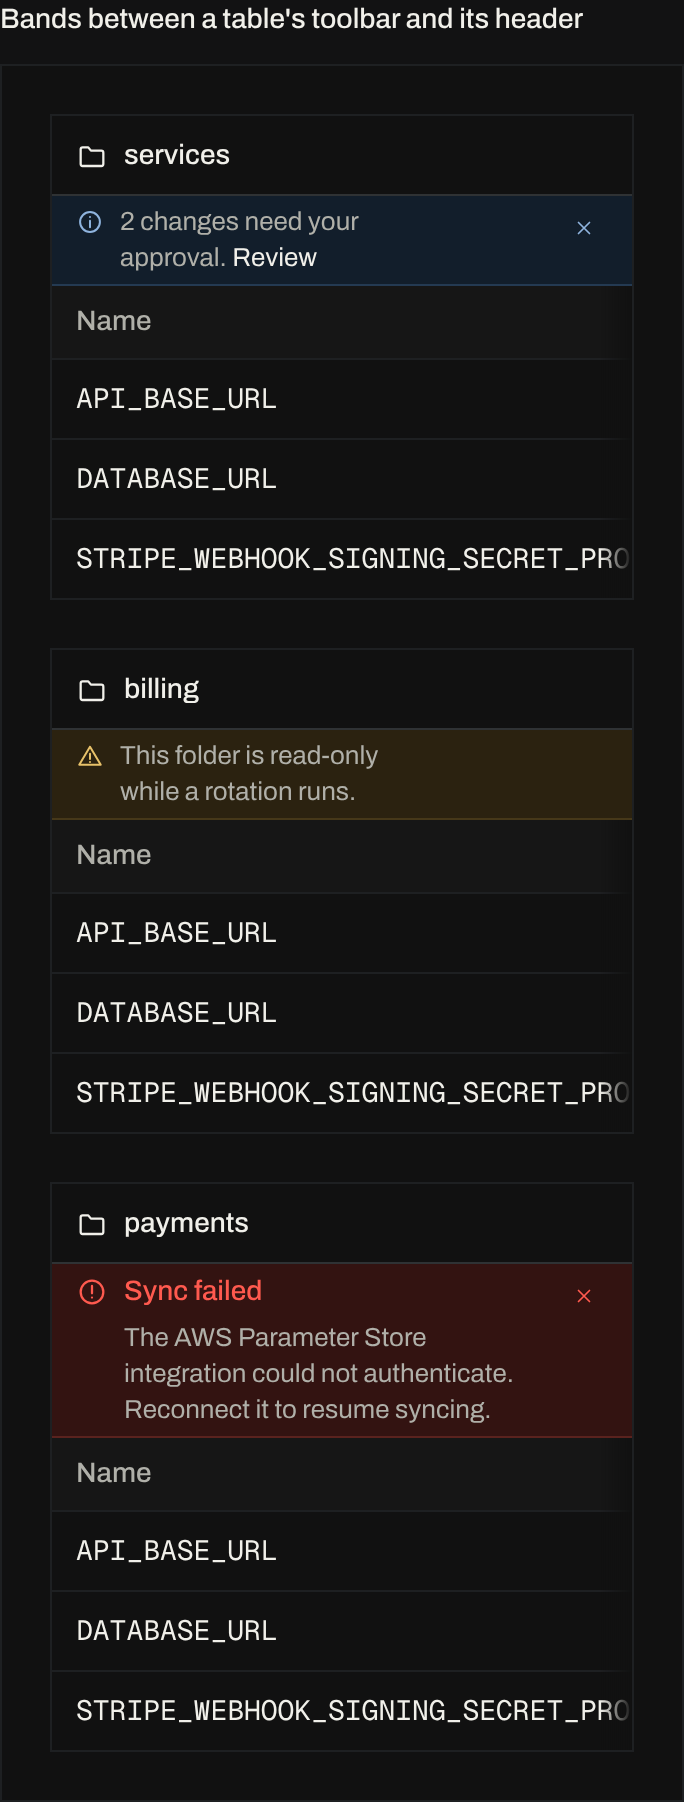 Bands between a table's toolbar and its header
services
2 changes need your
approval. Review
Name
API_BASE_URL
DATABASE_URL
STRIPE_WEBHOOK_SIGNING_SECRET_PRO
billing
This folder is read-only
while a rotation runs.
Name
API_BASE_URL
DATABASE_URL
STRIPE_WEBHOOK_SIGNING_SECRET_PRO
payments
Sync failed
The AWS Parameter Store
integration could not authenticate.
Reconnect it to resume syncing.
Name
API_BASE_URL
DATABASE_URL
STRIPE_WEBHOOK_SIGNING_SECRET_PRO